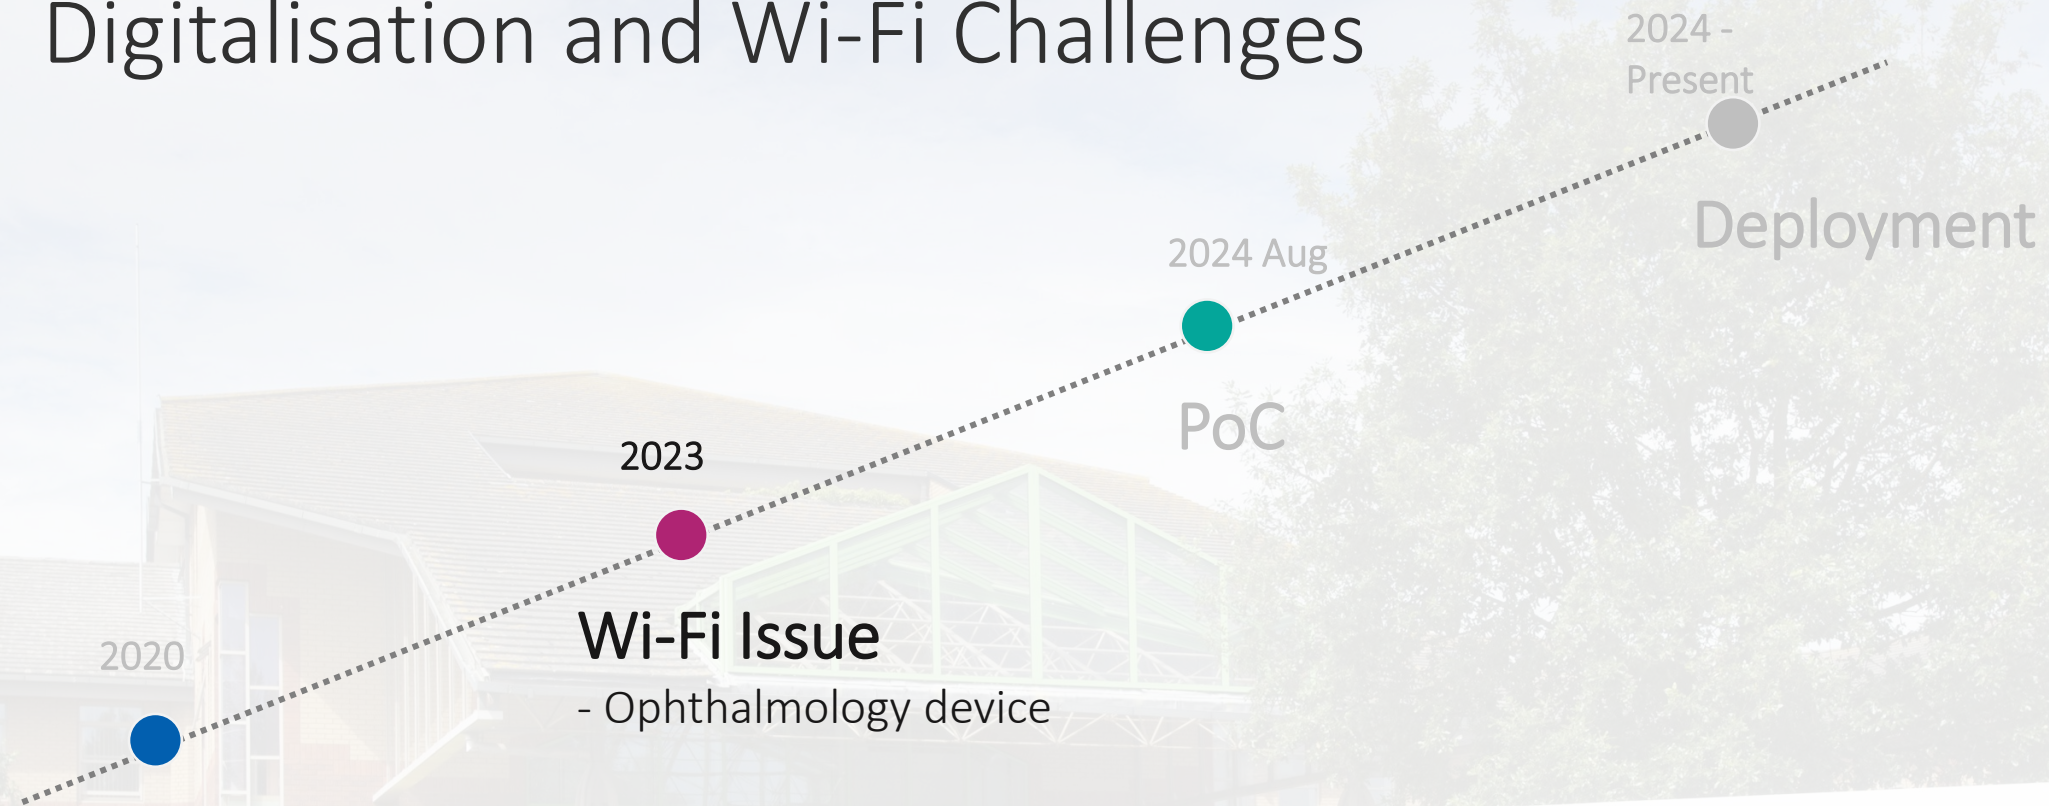 Digitalisation and Wi-Fi Challenges
2024 -
Present
Deployment
2024 Aug
PoC
2023
Wi-Fi Issue
- Ophthalmology device
2020